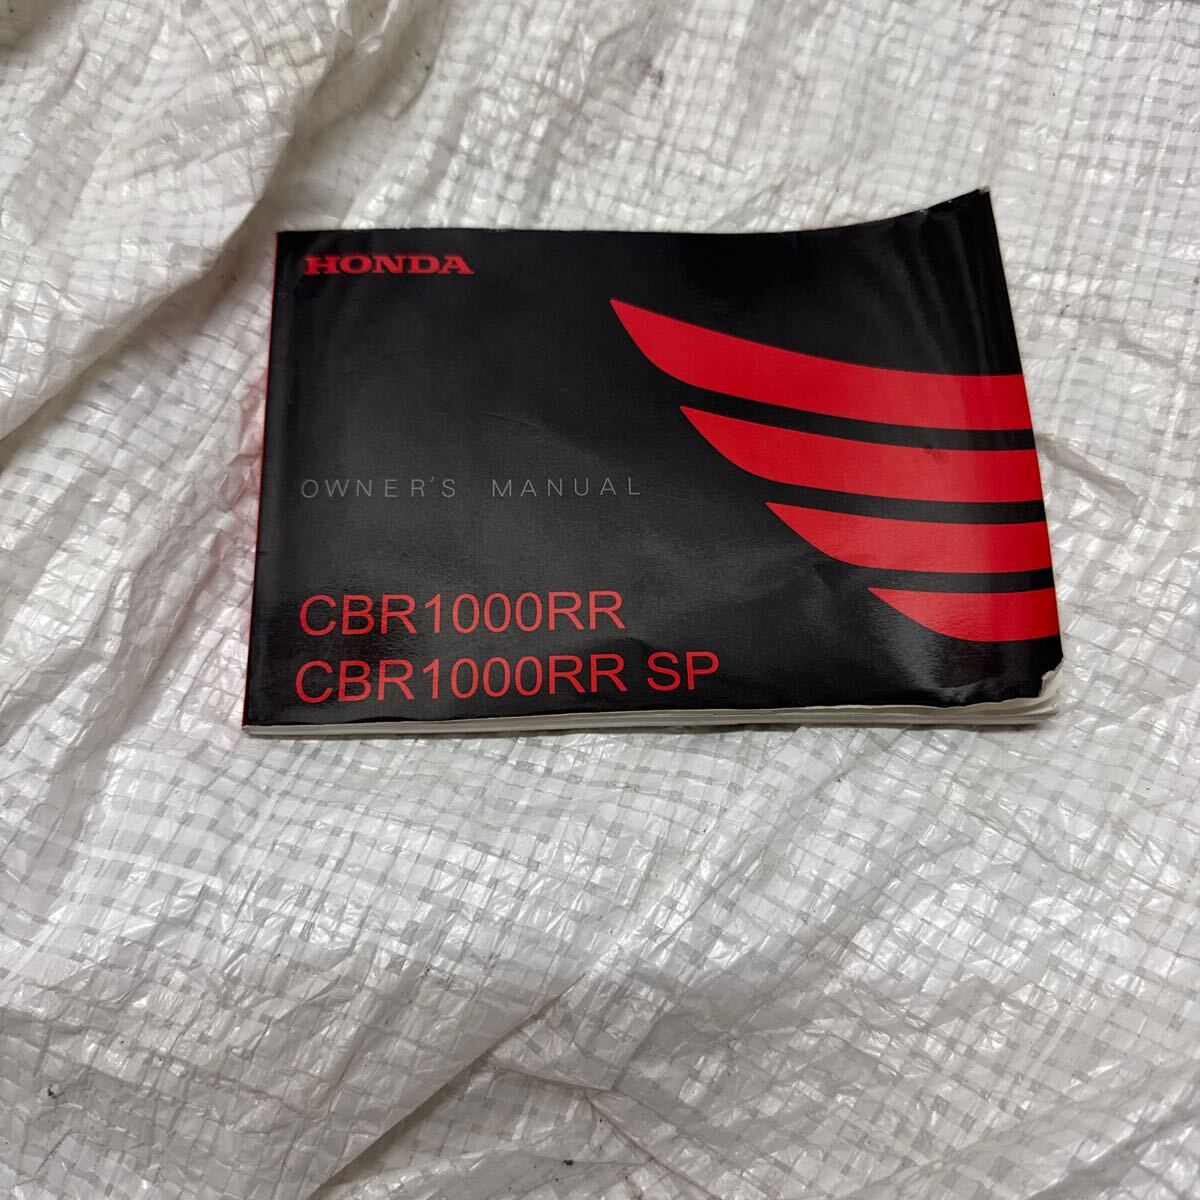 HONDA
OWNER'S MANUAL
CBR1000RR
CBR1000RR SP